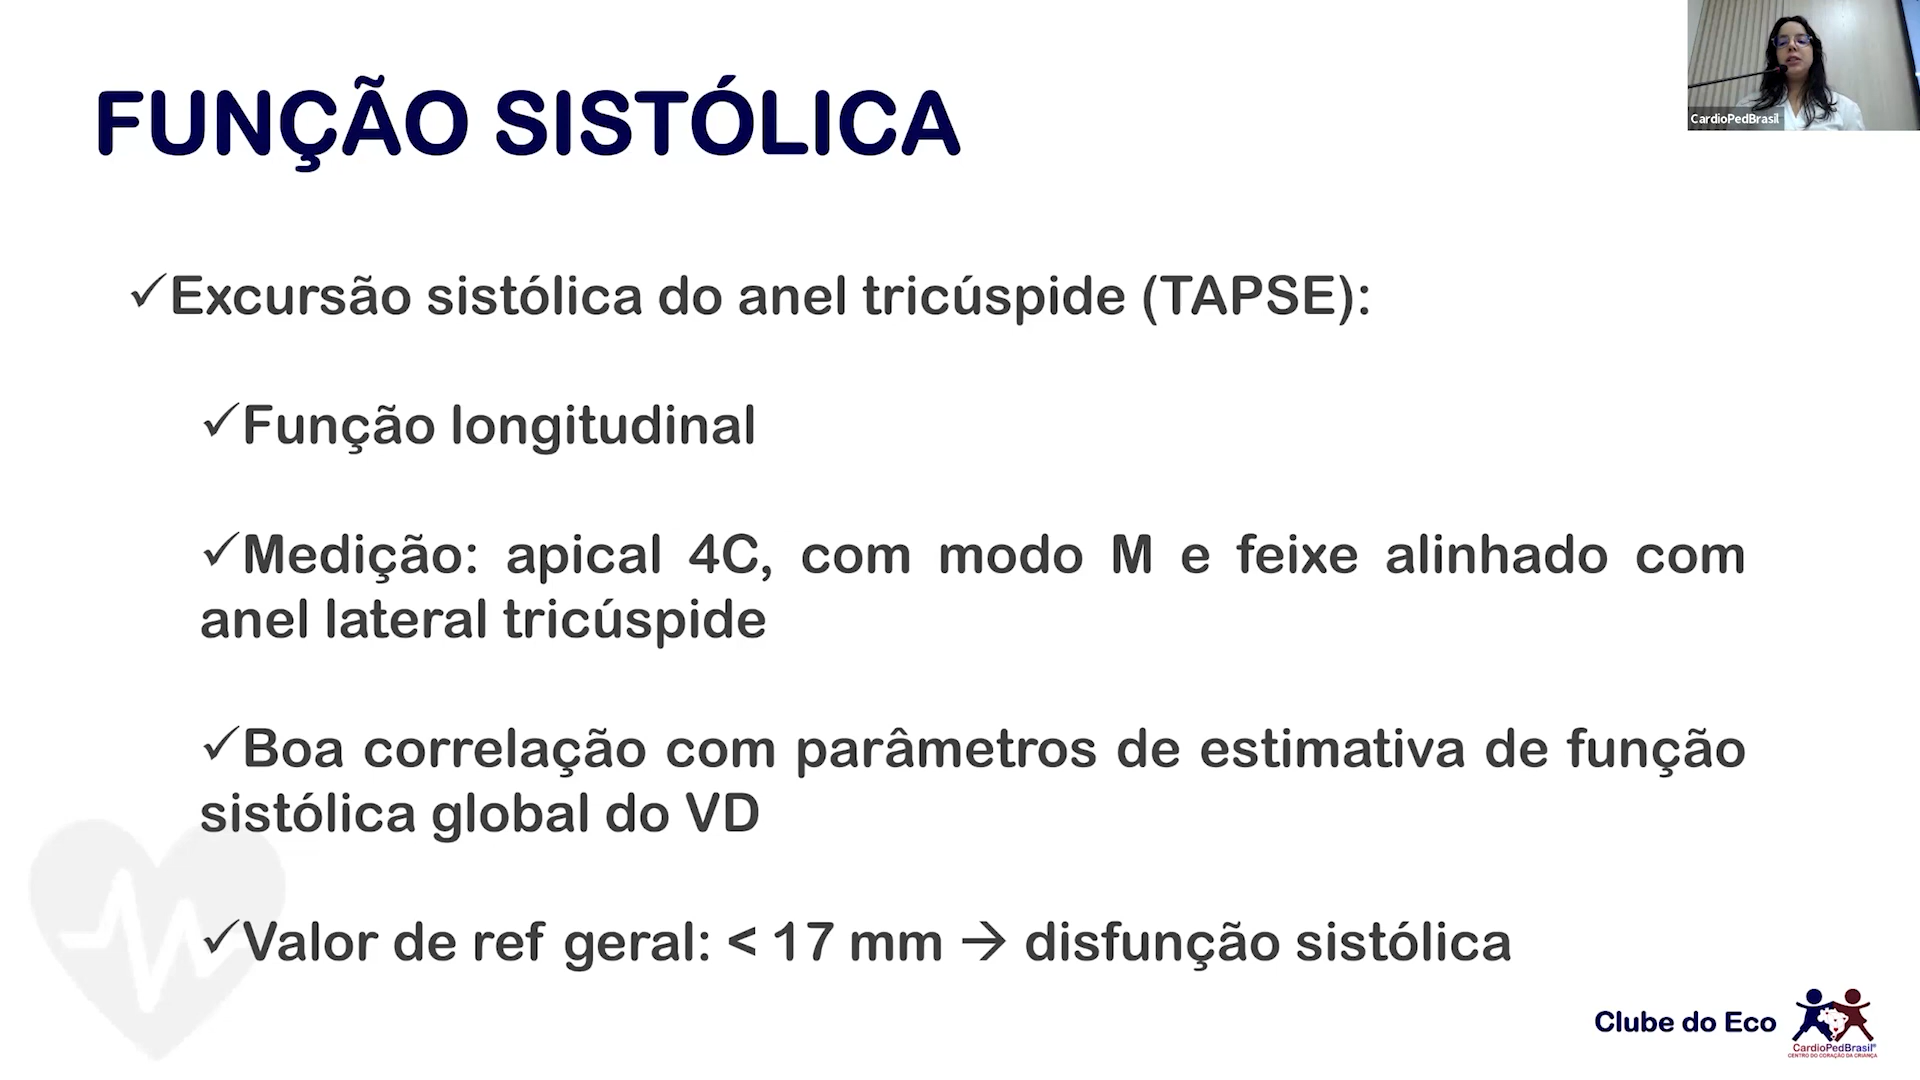 FUNÇÃO SISTÓLICA
CardioPedBrasil
✓Excursão sistólica do anel tricúspide (TAPSE):
✓Função longitudinal
✓Medição: apical 4C, com modo M e feixe alinhado com
anel lateral tricúspide
✓Boa correlação com parâmetros de estimativa de função
sistólica global do VD
✓Valor de ref geral: < 17 mm → disfunção sistólica
Clube do Eco
CardioPedBrasil®
CENTRO DO CORAÇÃO DA CRIANÇA